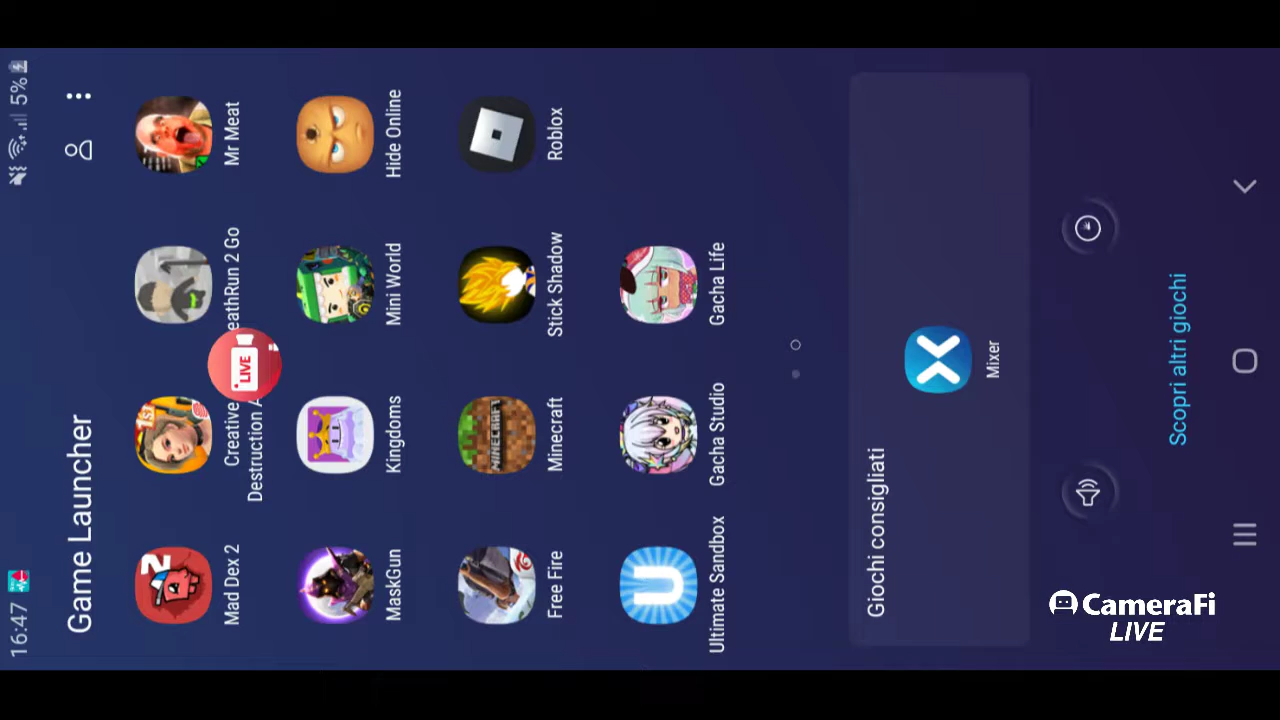 16:47
5%
Game Launcher
Mad Dex 2
Creative
Destruction A
eathRun 2 Go
Mr Meat
LIVE
1ST
MaskGun
Kingdoms
Mini World
Hide Online
Free Fire
Minecraft
Stick Shadow
Roblox
MINECRAFT
Ultimate Sandbox
Gacha Studio
Gacha Life
Giochi consigliati
Mixer
Scopri altri giochi
CameraFi
LIVE